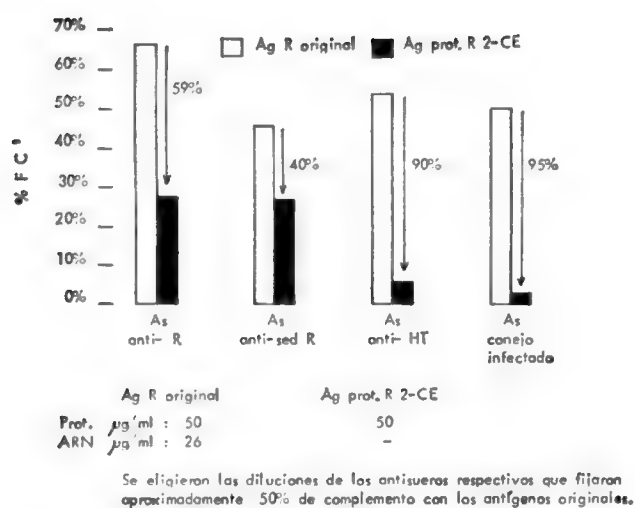 70%
60%
50%
40%
30%
20%
10%
0%
% F C'
Ag R original
Ag prot. R 2-CE
59%
40%
90%
95%
As
anti- R
As
anti-sed R
As
anti- HT
As
conejo
infectado
Ag R original Ag prot. R 2-CE
Prot. µg/ml : 50 50
ARN µg/ml : 26 -
Se eligieron las diluciones de los antisueros respectivos que fijaran
aproximadamente 50% de complemento con los antígenos originales.